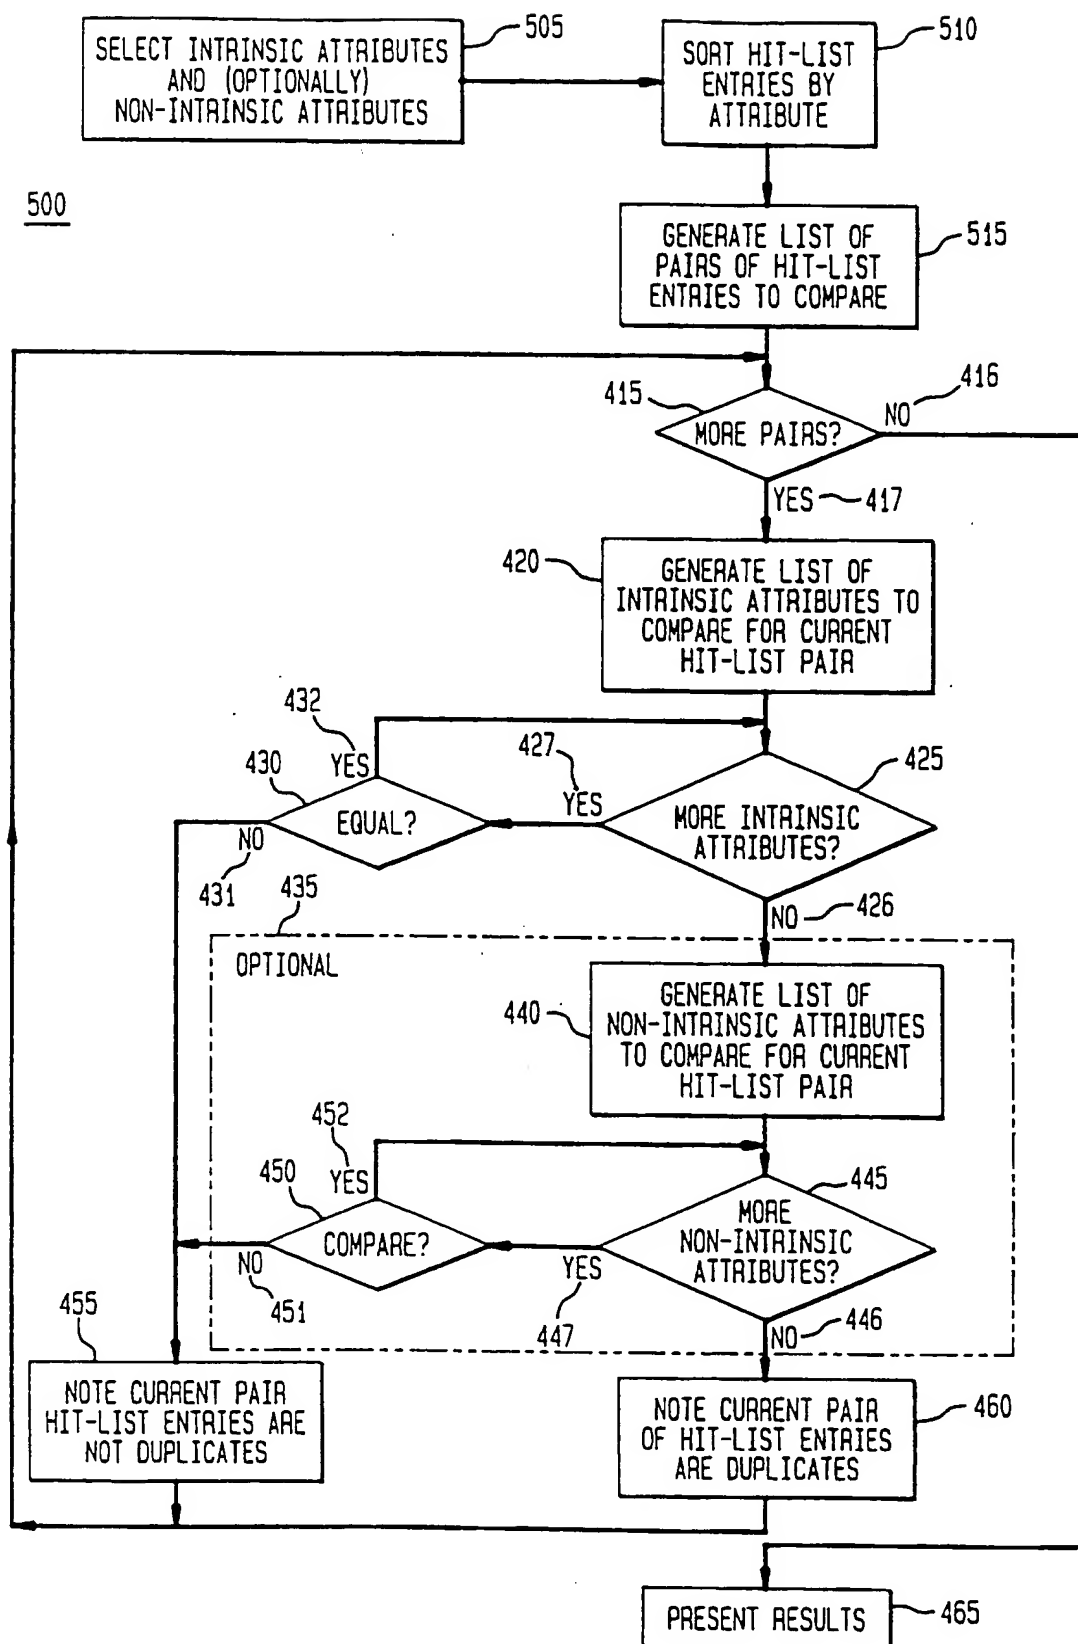 SELECT INTRINSIC ATTRIBUTES
AND (OPTIONALLY)
NON-INTRINSIC ATTRIBUTES
505
SORT HIT-LIST
ENTRIES BY
ATTRIBUTE
510
500
GENERATE LIST OF
PAIRS OF HIT-LIST
ENTRIES TO COMPARE
515
415
MORE PAIRS?
NO
416
YES
417
420
GENERATE LIST OF
INTRINSIC ATTRIBUTES TO
COMPARE FOR CURRENT
HIT-LIST PAIR
432
YES
430
EQUAL?
NO
431
427
YES
425
MORE INTRINSIC
ATTRIBUTES?
NO
426
435
OPTIONAL
440
GENERATE LIST OF
NON-INTRINSIC ATTRIBUTES
TO COMPARE FOR CURRENT
HIT-LIST PAIR
452
YES
450
COMPARE?
NO
451
YES
447
445
MORE
NON-INTRINSIC
ATTRIBUTES?
NO
446
455
NOTE CURRENT PAIR
HIT-LIST ENTRIES ARE
NOT DUPLICATES
NOTE CURRENT PAIR
OF HIT-LIST ENTRIES
ARE DUPLICATES
460
PRESENT RESULTS
465